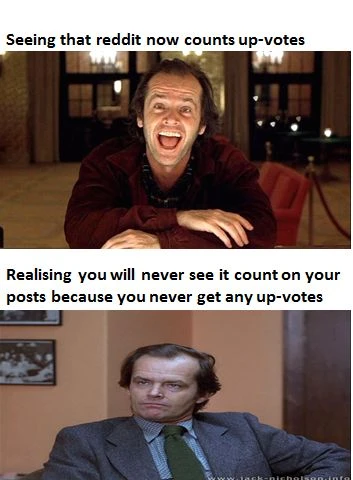 Seeing that reddit now counts up-votes
Realising you will never see it count on your
posts because you never get any up-votes
www.jack-nicholson.info